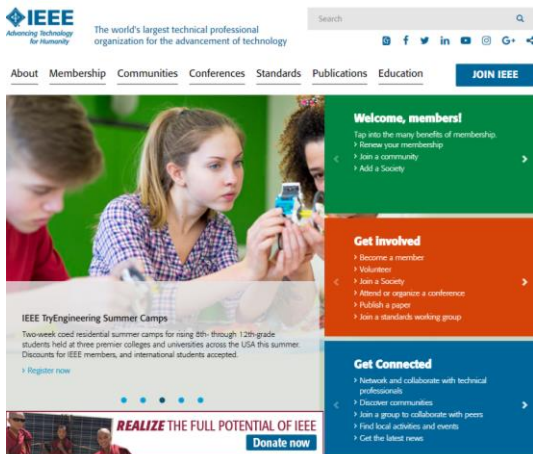 IEEE
Advancing Technology
for Humanity
The world's largest technical professional
organization for the advancement of technology
Search
About Membership Communities Conferences Standards Publications Education JOIN IEEE
Welcome, members!
Tap into the many benefits of membership.
› Renew your membership
› Join a community
› Add a Society
Get Involved
› Become a member
› Volunteer
› Join a Society
› Attend or organize a conference
› Publish a paper
› Join a standards working group
IEEE TryEngineering Summer Camps
Two-week coed residential summer camps for rising 8th- through 12th-grade
students held at three premier colleges and universities across the USA this summer.
Discounts for IEEE members, and international students accepted.
› Register now
Get Connected
› Network and collaborate with technical
professionals
› Discover communities
› Join a group to collaborate with peers
› Find local activities and events
› Get the latest news
REALIZE THE FULL POTENTIAL OF IEEE
Donate now